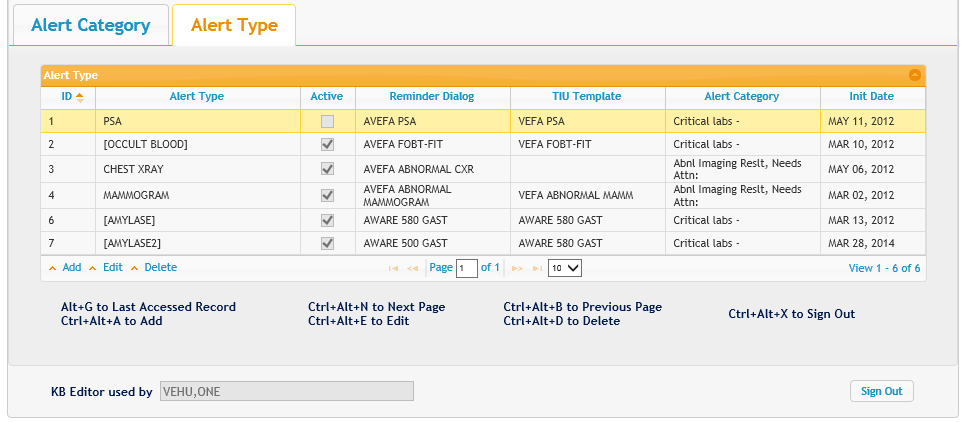 Alert Category Alert Type
Alert Type
ID Alert Type Active Reminder Dialog TIU Template Alert Category Init Date
1 PSA AVEFA PSA VEFA PSA Critical labs - MAY 11, 2012
2 [OCCULT BLOOD] AVEFA FOBT-FIT VEFA FOBT-FIT Critical labs - MAR 10, 2012
3 CHEST XRAY AVEFA ABNORMAL CXR Abnl Imaging Reslt, Needs Attn: MAY 06, 2012
4 MAMMOGRAM AVEFA ABNORMAL MAMMOGRAM VEFA ABNORMAL MAMM Abnl Imaging Reslt, Needs Attn: MAR 02, 2012
6 [AMYLASE] AWARE 580 GAST AWARE 580 GAST Critical labs - MAR 13, 2012
7 [AMYLASE2] AWARE 500 GAST AWARE 580 GAST Critical labs - MAR 28, 2014
Add Edit Delete Page 1 of 1 10 View 1 - 6 of 6
Alt+G to Last Accessed Record Ctrl+Alt+N to Next Page Ctrl+Alt+B to Previous Page Ctrl+Alt+X to Sign Out
Ctrl+Alt+A to Add Ctrl+Alt+E to Edit Ctrl+Alt+D to Delete
KB Editor used by VEHU,ONE Sign Out